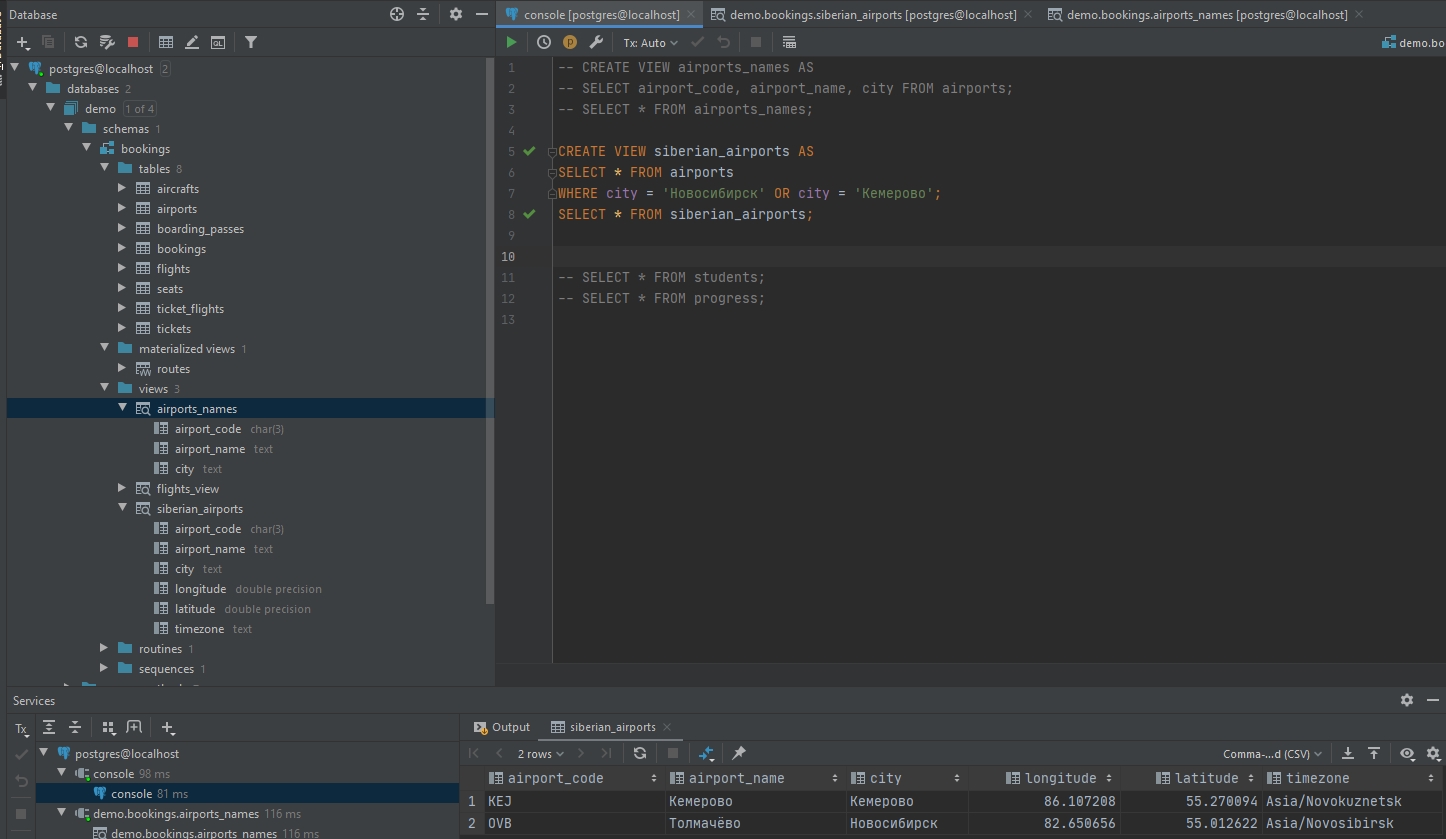 Database
postgres@localhost 2
databases 2
demo 1 of 4
schemas 1
bookings
tables 8
aircrafts
airports
boarding_passes
bookings
flights
seats
ticket_flights
tickets
materialized views 1
routes
views 3
airports_names
airport_code char(3)
airport_name text
city text
flights_view
siberian_airports
airport_code char(3)
airport_name text
city text
longitude double precision
latitude double precision
timezone text
routines 1
sequences 1
console [postgres@localhost] demo.bookings.siberian_airports [postgres@localhost] demo.bookings.airports_names [postgres@localhost]
Tx: Auto demo.bo
1 -- CREATE VIEW airports_names AS
2 -- SELECT airport_code, airport_name, city FROM airports;
3 -- SELECT * FROM airports_names;
4
5 CREATE VIEW siberian_airports AS
6 SELECT * FROM airports
7 WHERE city = 'Новосибирск' OR city = 'Кемерово';
8 SELECT * FROM siberian_airports;
9
10
11 -- SELECT * FROM students;
12 -- SELECT * FROM progress;
13
Services
Tx
postgres@localhost
console 98 ms
console 81 ms
demo.bookings.airports_names 116 ms
demo.bookings.airports_names 116 ms
Output siberian_airports
2 rows Comma-...d (CSV)
airport_code airport_name city longitude latitude timezone
1 KEJ Кемерово Кемерово 86.107208 55.270094 Asia/Novokuznetsk
2 OVB Толмачёво Новосибирск 82.650656 55.012622 Asia/Novosibirsk